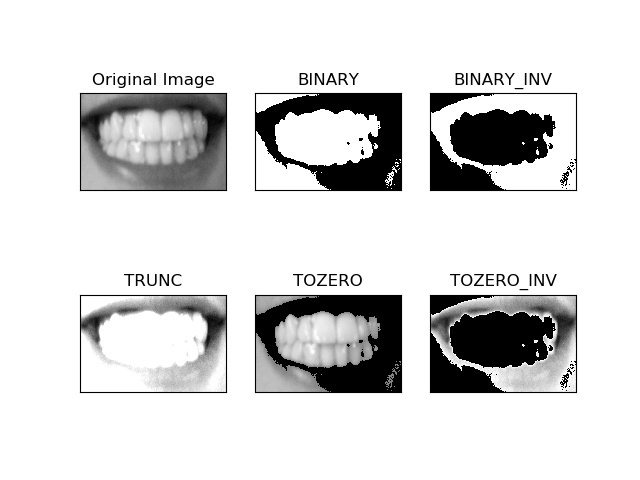 Original Image
BINARY
BINARY_INV
TRUNC
TOZERO
TOZERO_INV